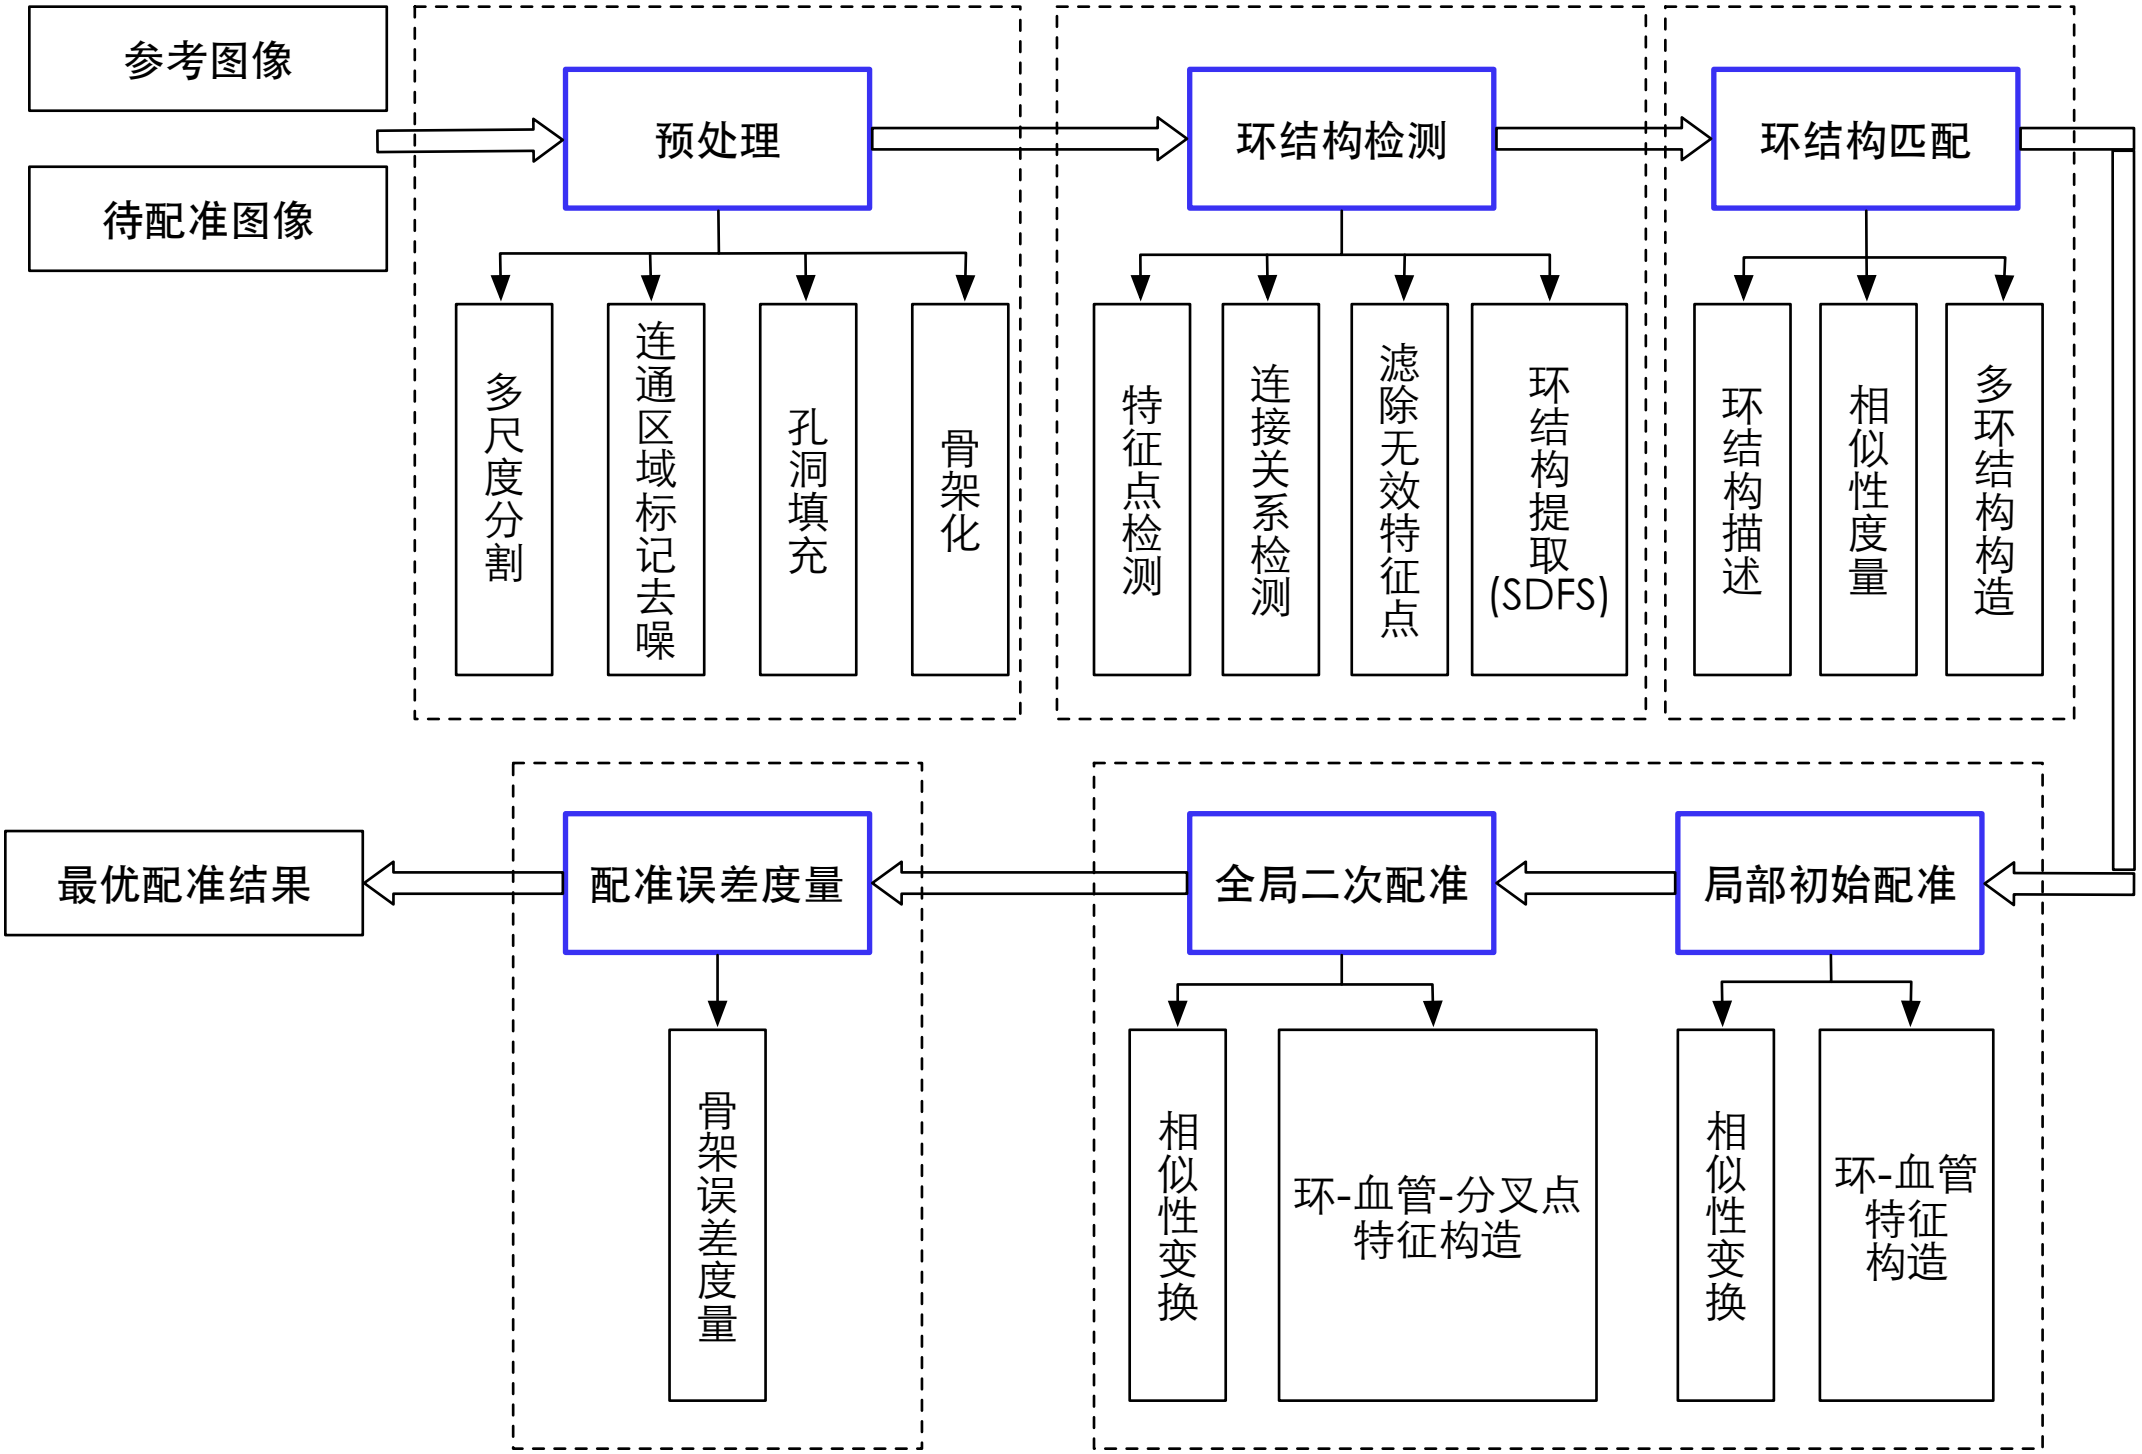 参考图像
待配准图像
预处理
多尺度分割
连通区域标记去噪
孔洞填充
骨架化
环结构检测
特征点检测
连接关系检测
滤除无效特征点
环结构提取
(SDFS)
环结构匹配
环结构描述
相似性度量
多环结构构造
局部初始配准
相似性变换
环-血管
特征
构造
全局二次配准
相似性变换
环-血管-分叉点
特征构造
配准误差度量
骨架误差度量
最优配准结果